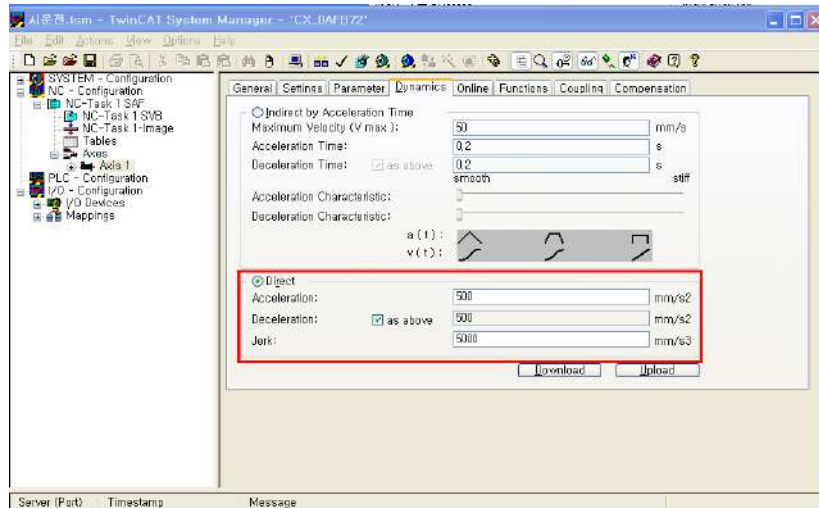 시운전.tsm - TwinCAT System Manager - 'CX_0AFB72'
File Edit Actions View Options Help
SYSTEM - Configuration
NC - Configuration
NC-Task 1 SAF
NC-Task 1 SVB
NC-Task 1-Image
Tables
Axes
Axis 1
PLC - Configuration
I/O - Configuration
I/O Devices
Mappings
General Settings Parameter Dynamics Online Functions Coupling Compensation
Indirect by Acceleration Time
Maximum Velocity (V max ): 50 mm/s
Acceleration Time: 0.2 s
Deceleration Time: as above 0.2 s
smooth stiff
Acceleration Characteristic:
Deceleration Characteristic:
a(t):
v(t):
Direct
Acceleration: 500 mm/s2
Deceleration: as above 500 mm/s2
Jerk: 5000 mm/s3
Download Upload
Server (Port) Timestamp Message